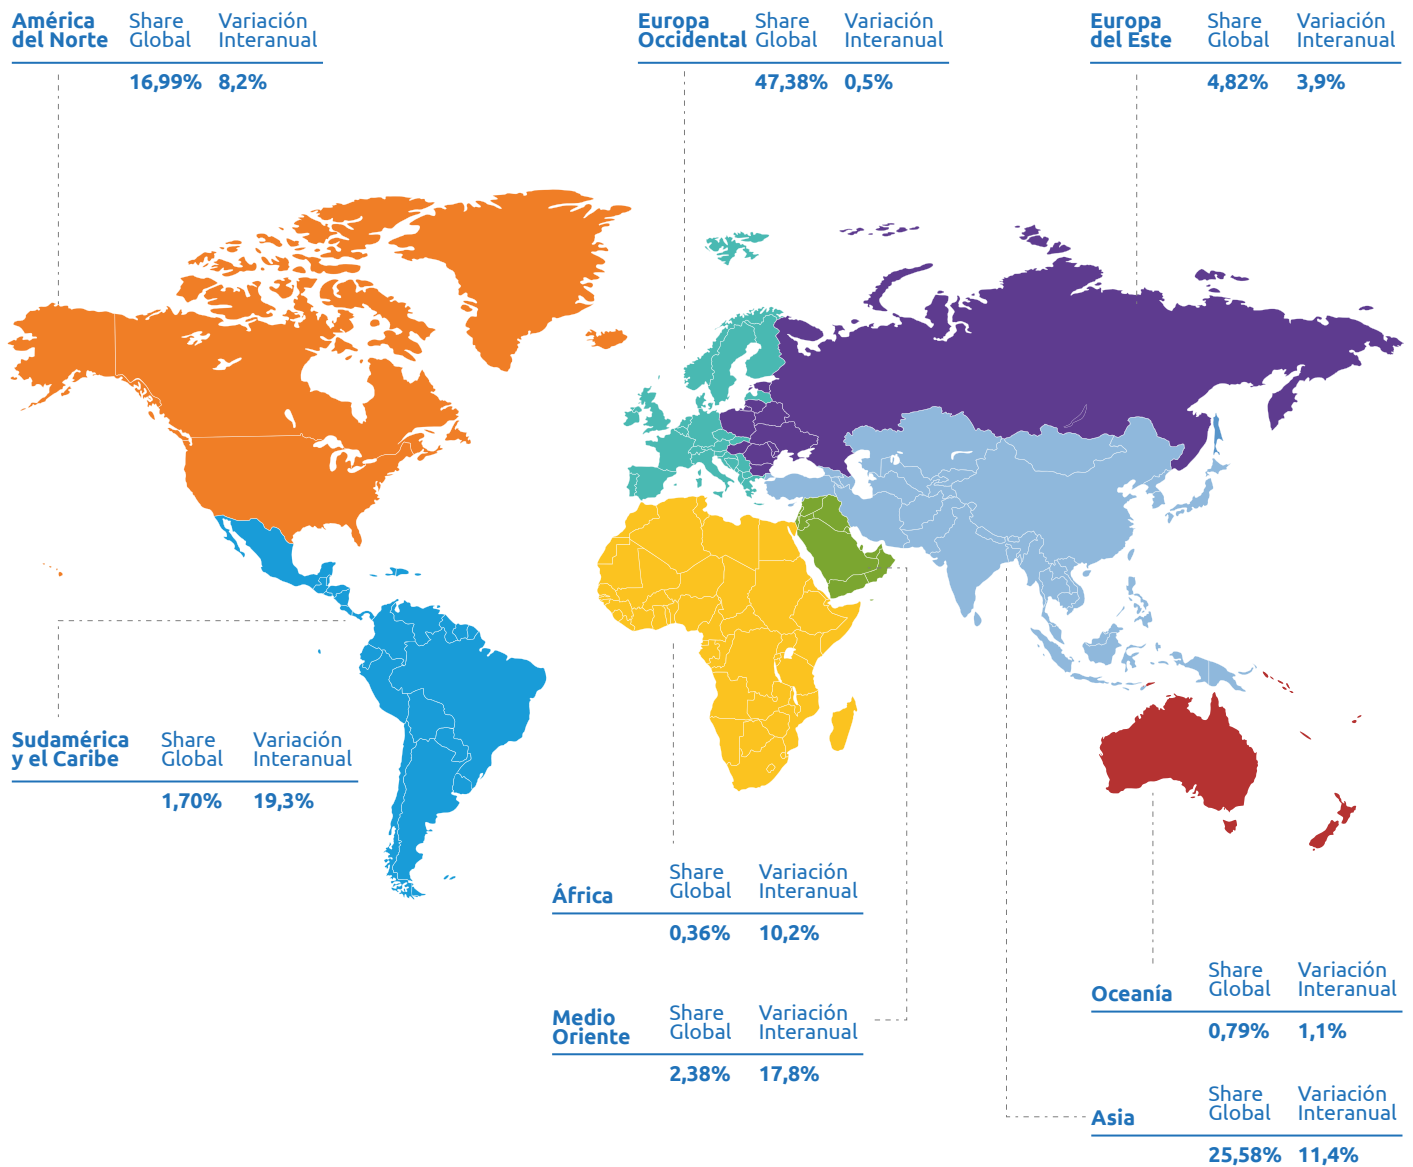 América
del Norte
Share
Global
Variación
Interanual
16,99%
8,2%
Europa
Occidental
Share
Global
Variación
Interanual
47,38%
0,5%
Europa
del Este
Share
Global
Variación
Interanual
4,82%
3,9%
Sudamérica
y el Caribe
Share
Global
Variación
Interanual
1,70%
19,3%
África
Share
Global
Variación
Interanual
0,36%
10,2%
Medio
Oriente
Share
Global
Variación
Interanual
2,38%
17,8%
Oceanía
Share
Global
Variación
Interanual
0,79%
1,1%
Asia
Share
Global
Variación
Interanual
25,58%
11,4%